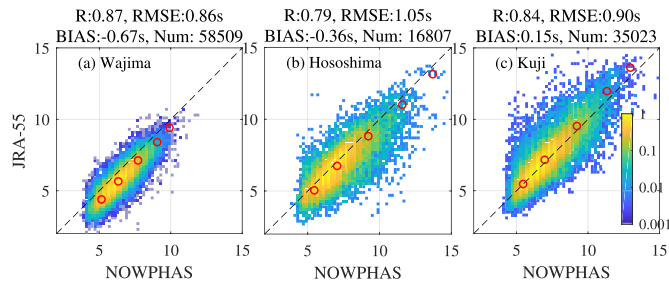 R:0.87, RMSE:0.86s
BIAS:-0.67s, Num: 58509
R:0.79, RMSE:1.05s
BIAS:-0.36s, Num: 16807
R:0.84, RMSE:0.90s
BIAS:0.15s, Num: 35023
(a) Wajima
(b) Hososhima
(c) Kuji
JRA-55
15
10
5
5
10
15
NOWPHAS
15
10
5
5
10
15
NOWPHAS
15
10
5
5
10
15
NOWPHAS
1
0.1
0.01
0.001